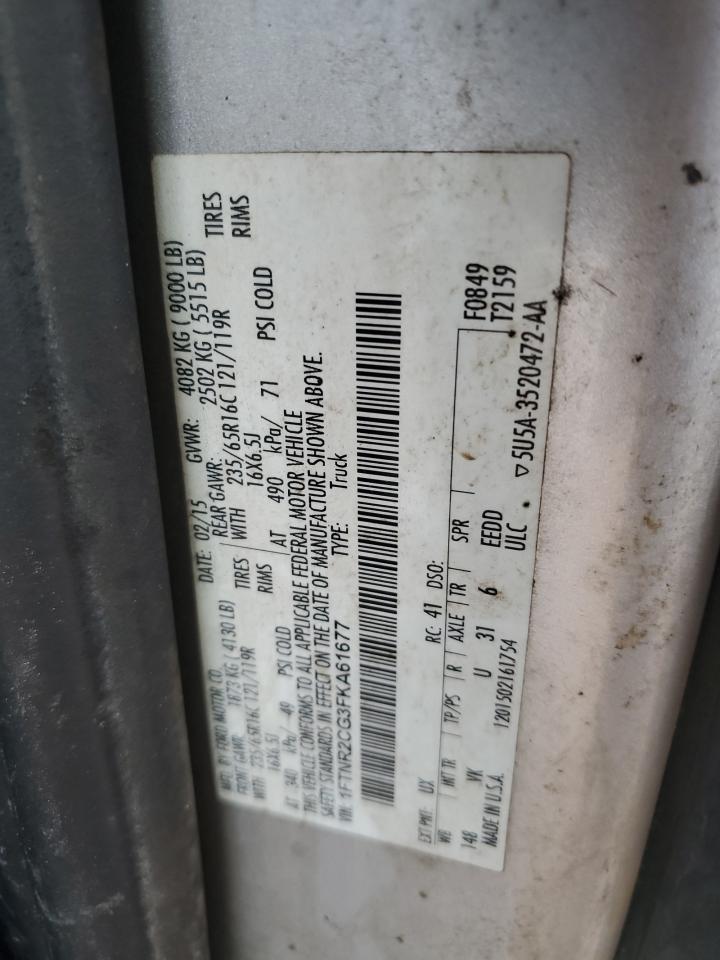 MFD. BY FORD MOTOR CO. DATE: 02/15 GVWR: 4082 KG ( 9000 LB)
FRONT GAWR: 1873 KG ( 4130 LB) REAR GAWR: 2502 KG ( 5515 LB)
WITH 235/65R16C 121/119R TIRES WITH 235/65R16C 121/119R TIRES
16X6.5J RIMS 16X6.5J RIMS
AT 340 kPa/ 49 PSI COLD AT 490 kPa/ 71 PSI COLD
THIS VEHICLE CONFORMS TO ALL APPLICABLE FEDERAL MOTOR VEHICLE
SAFETY STANDARDS IN EFFECT ON THE DATE OF MANUFACTURE SHOWN ABOVE.
VIN: 1FTNR2CG3FKA61677 TYPE: Truck
EXT PNT: UX RC: 41 DSO: F0849
WB INT TR TP/PS R AXLE TR SPR T2159
148 VK U 31 6 EEDD
MADE IN U.S.A. 1201502161754 ULC ▽5U5A-3520472-AA